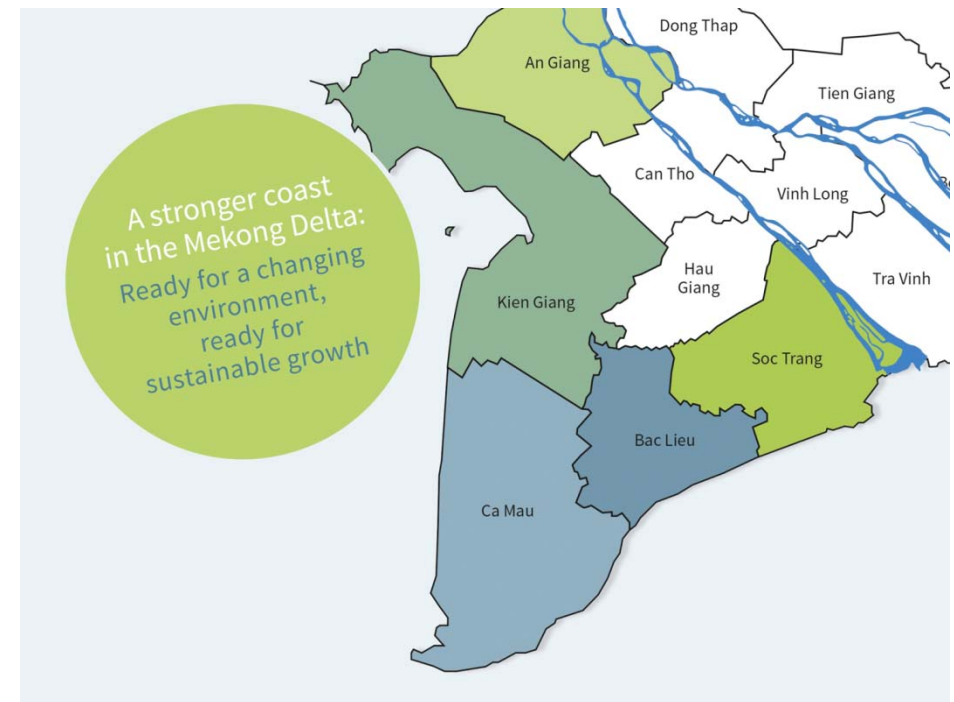 Dong Thap
An Giang
Tien Giang
Can Tho
Vinh Long
A stronger coast
in the Mekong Delta:
Ready for a changing
environment,
ready for
sustainable growth
Hau
Giang
Tra Vinh
Kien Giang
Soc Trang
Bac Lieu
Ca Mau